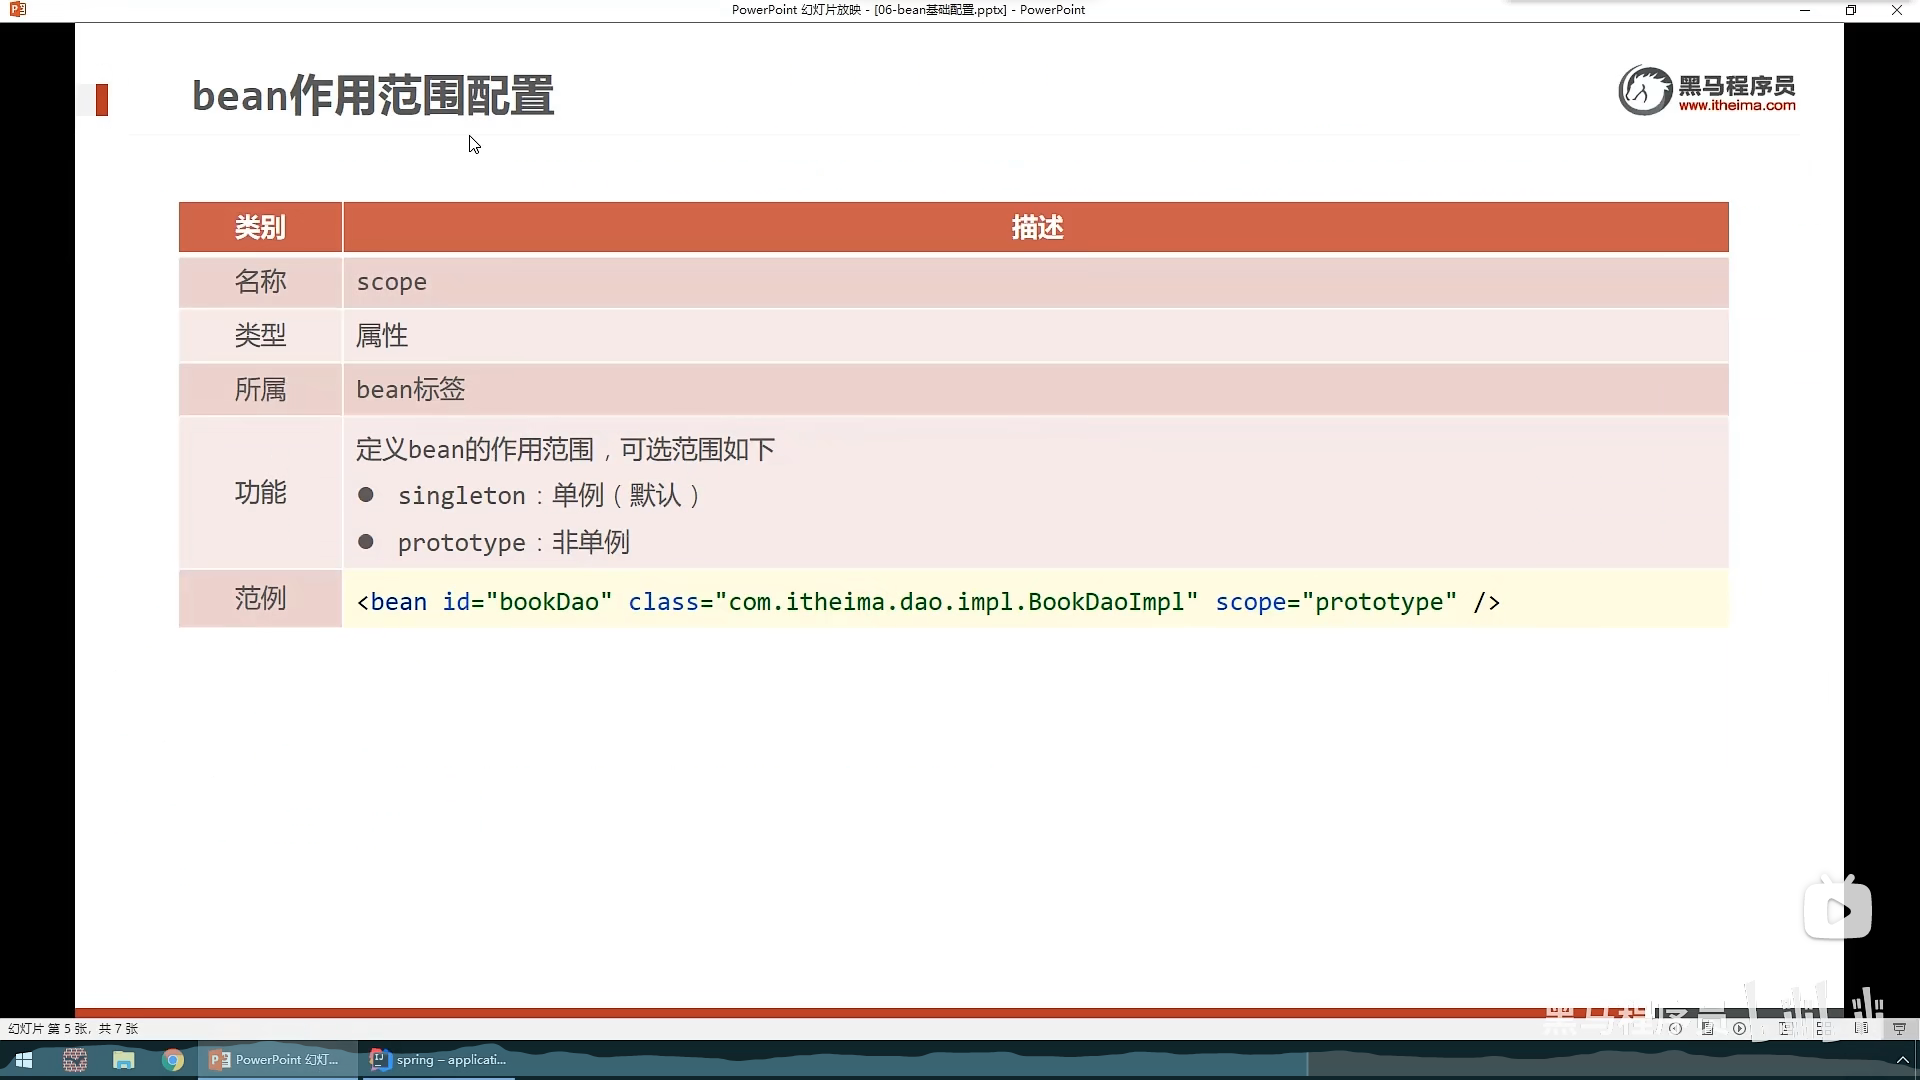 PowerPoint 幻灯片放映 - [06-bean基础配置.pptx] - PowerPoint
bean作用范围配置
黑马程序员
www.itheima.com
类别 描述
名称 scope
类型 属性
所属 bean标签
功能 定义bean的作用范围，可选范围如下
● singleton：单例（默认）
● prototype：非单例
范例 <bean id="bookDao" class="com.itheima.dao.impl.BookDaoImpl" scope="prototype" />
黑马程序员
幻灯片 第 5 张，共 7 张
PowerPoint 幻灯...
spring – applicati...